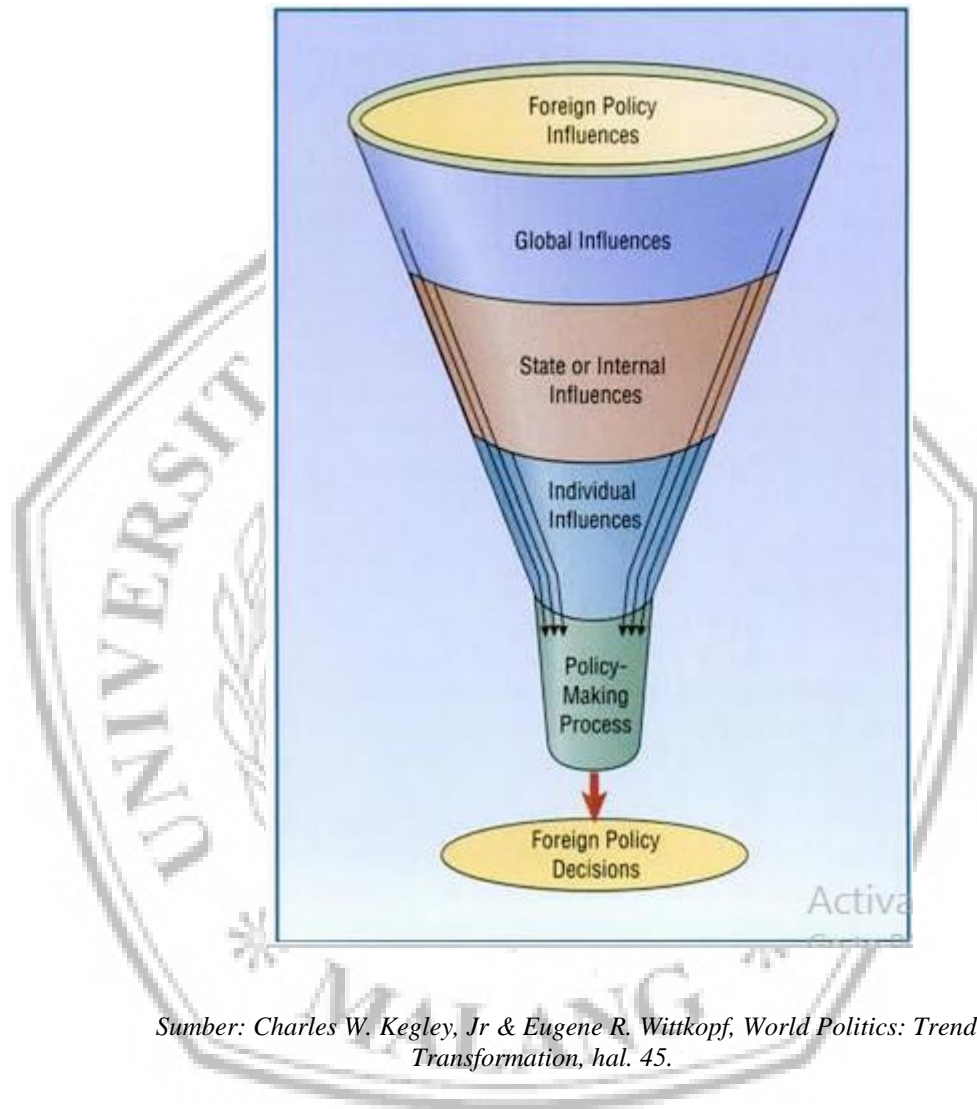 Foreign Policy
Influences
Global Influences
State or Internal
Influences
Individual
Influences
Policy-
Making
Process
Foreign Policy
Decisions
Activa
UNIVERSIT
MALANG
Sumber: Charles W. Kegley, Jr & Eugene R. Wittkopf, World Politics: Trend
Transformation, hal. 45.